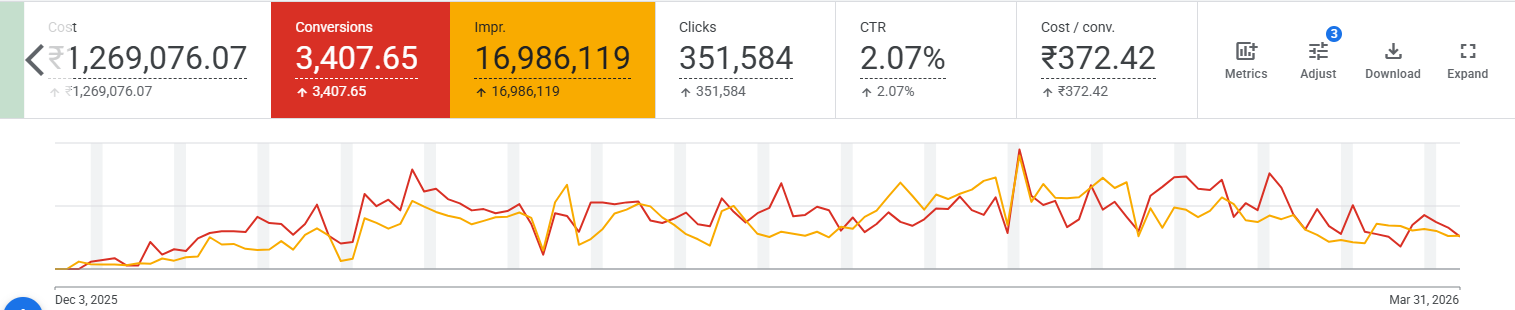 Cost
₹1,269,076.07
↑ ₹1,269,076.07
Conversions
3,407.65
↑ 3,407.65
Impr.
16,986,119
↑ 16,986,119
Clicks
351,584
↑ 351,584
CTR
2.07%
↑ 2.07%
Cost / conv.
₹372.42
↑ ₹372.42
Metrics
3
Adjust
Download
Expand
Dec 3, 2025
Mar 31, 2026